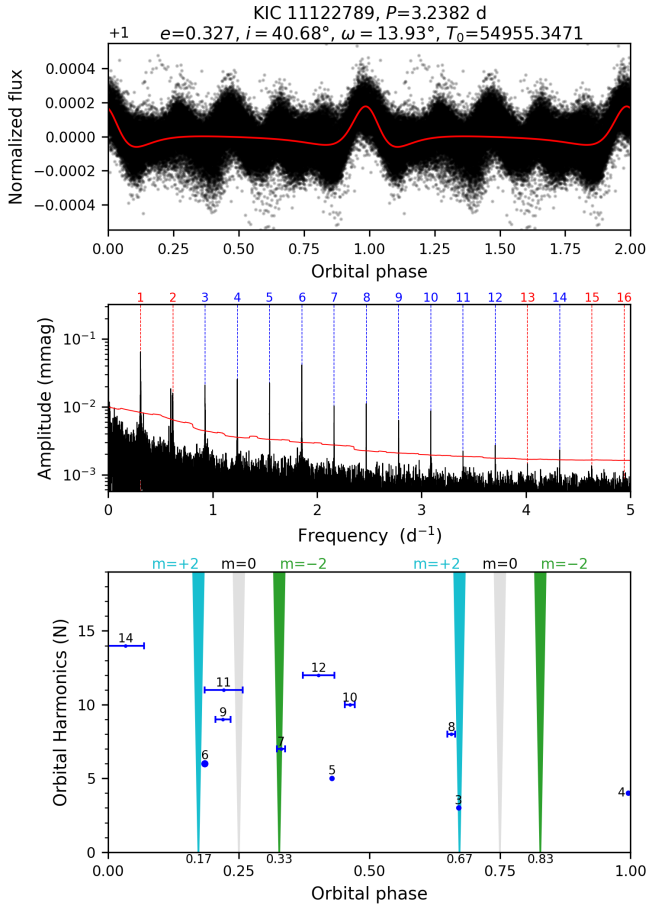 KIC 11122789, P=3.2382 d
e=0.327, i = 40.68°, ω = 13.93°, T₀=54955.3471
+1
0.0004
0.0002
0.0000
−0.0002
−0.0004
Normalized flux
0.00 0.25 0.50 0.75 1.00 1.25 1.50 1.75 2.00
Orbital phase
1 2 3 4 5 6 7 8 9 10 11 12 13 14 15 16
10⁻¹
10⁻²
10⁻³
Amplitude (mmag)
0 1 2 3 4 5
Frequency (d⁻¹)
m=+2 m=0 m=−2 m=+2 m=0 m=−2
15
10
5
0
Orbital Harmonics (N)
14
12
11
10
9
8
7
6
5
4
3
0.00 0.17 0.25 0.33 0.50 0.67 0.75 0.83 1.00
Orbital phase